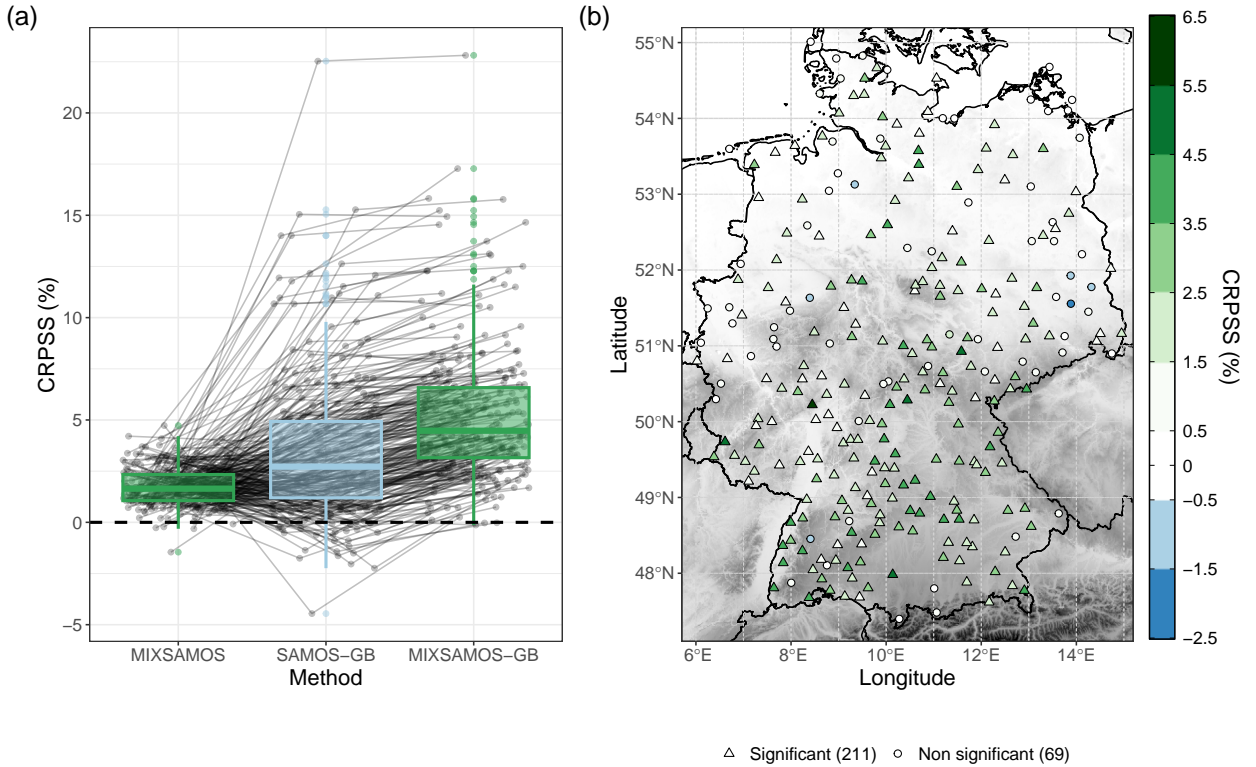 (a)
CRPSS (%)
20
15
10
5
0
−5
MIXSAMOS
SAMOS−GB
MIXSAMOS−GB
Method
(b)
Latitude
55°N
54°N
53°N
52°N
51°N
50°N
49°N
48°N
6°E
8°E
10°E
12°E
14°E
Longitude
6.5
5.5
4.5
3.5
2.5
1.5
0.5
0
−0.5
−1.5
−2.5
CRPSS (%)
Significant (211)
Non significant (69)